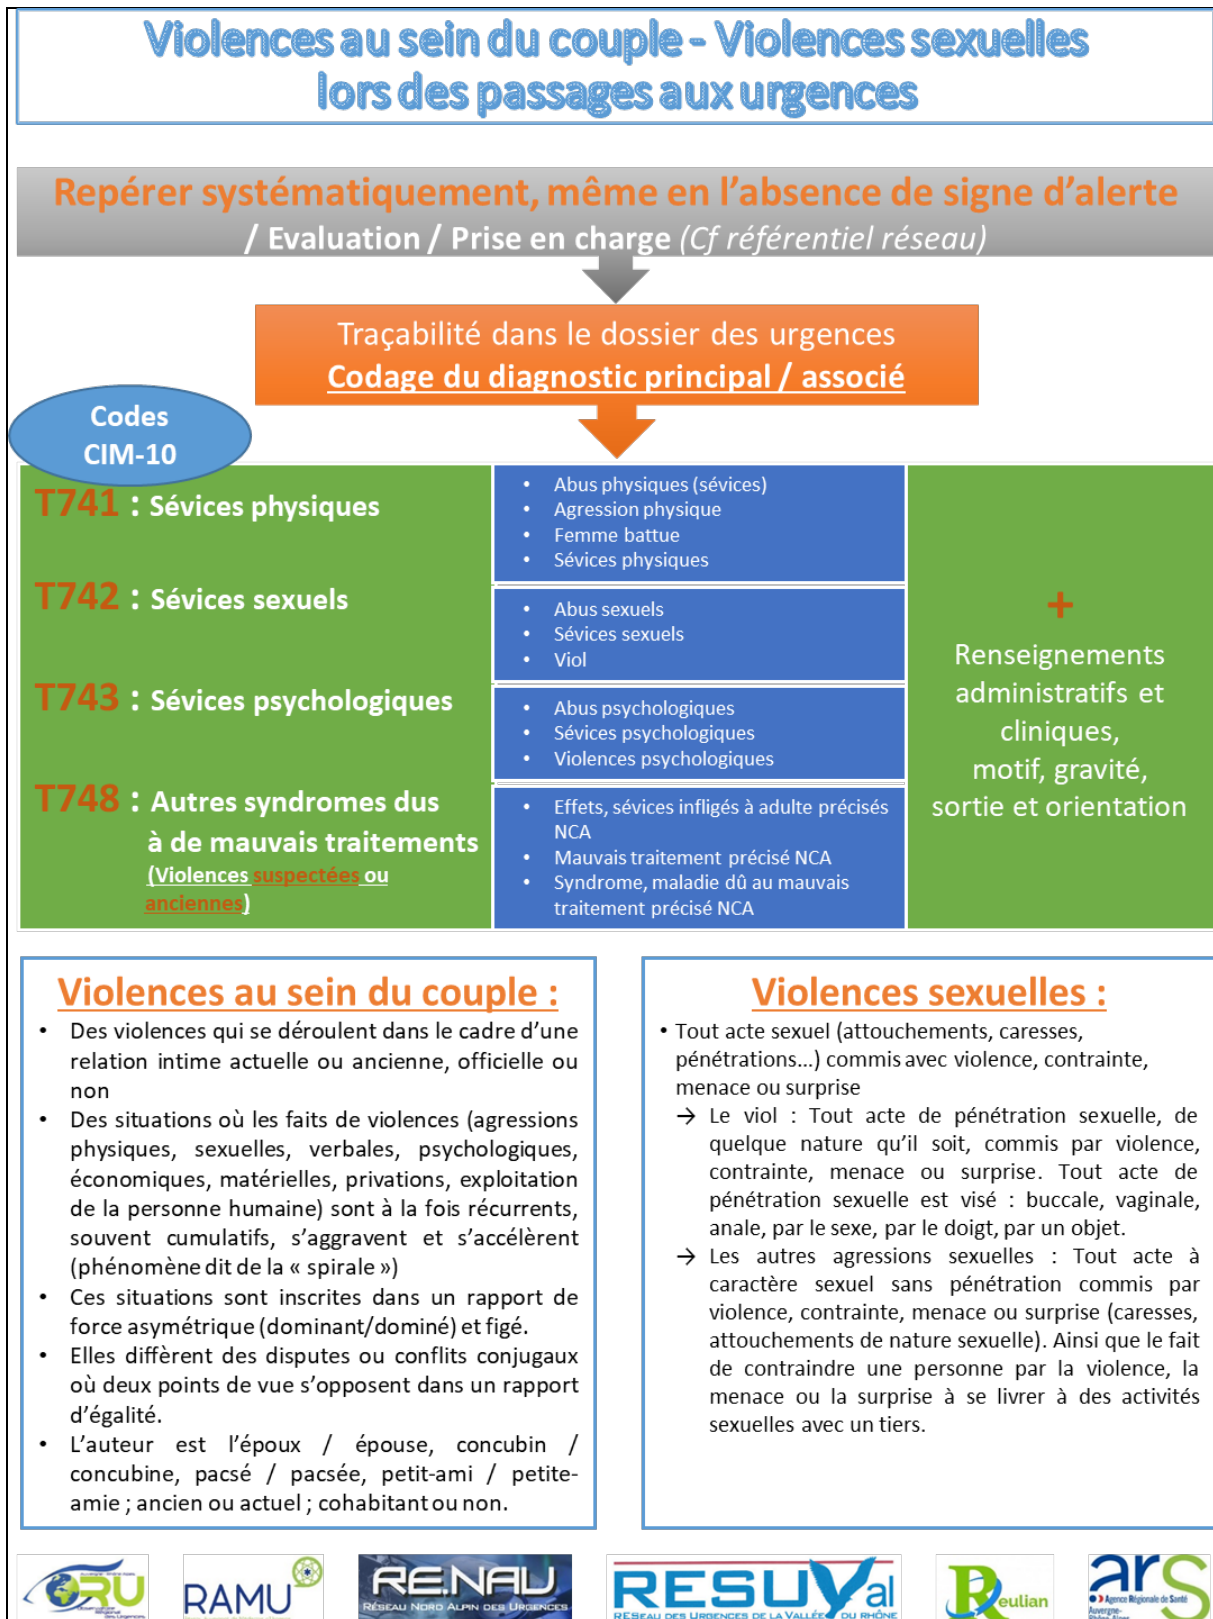 Violences au sein du couple - Violences sexuelles
lors des passages aux urgences
Repérer systématiquement, même en l'absence de signe d'alerte
/ Evaluation / Prise en charge (Cf référentiel réseau)
Traçabilité dans le dossier des urgences
Codage du diagnostic principal / associé
Codes
CIM-10
T741 : Sévices physiques
• Abus physiques (sévices)
• Agression physique
• Femme battue
• Sévices physiques
T742 : Sévices sexuels
• Abus sexuels
• Sévices sexuels
• Viol
T743 : Sévices psychologiques
• Abus psychologiques
• Sévices psychologiques
• Violences psychologiques
T748 : Autres syndromes dus
à de mauvais traitements
(Violences suspectées ou
anciennes)
• Effets, sévices infligés à adulte précisés
NCA
• Mauvais traitement précisé NCA
• Syndrome, maladie dû au mauvais
traitement précisé NCA
+
Renseignements
administratifs et
cliniques,
motif, gravité,
sortie et orientation
Violences au sein du couple :
• Des violences qui se déroulent dans le cadre d'une
relation intime actuelle ou ancienne, officielle ou
non
• Des situations où les faits de violences (agressions
physiques, sexuelles, verbales, psychologiques,
économiques, matérielles, privations, exploitation
de la personne humaine) sont à la fois récurrents,
souvent cumulatifs, s'aggravent et s'accélèrent
(phénomène dit de la « spirale »)
• Ces situations sont inscrites dans un rapport de
force asymétrique (dominant/dominé) et figé.
• Elles diffèrent des disputes ou conflits conjugaux
où deux points de vue s'opposent dans un rapport
d'égalité.
• L'auteur est l'époux / épouse, concubin /
concubine, pacsé / pacsée, petit-ami / petite-
amie ; ancien ou actuel ; cohabitant ou non.
Violences sexuelles :
• Tout acte sexuel (attouchements, caresses,
pénétrations...) commis avec violence, contrainte,
menace ou surprise
→ Le viol : Tout acte de pénétration sexuelle, de
quelque nature qu'il soit, commis par violence,
contrainte, menace ou surprise. Tout acte de
pénétration sexuelle est visé : buccale, vaginale,
anale, par le sexe, par le doigt, par un objet.
→ Les autres agressions sexuelles : Tout acte à
caractère sexuel sans pénétration commis par
violence, contrainte, menace ou surprise (caresses,
attouchements de nature sexuelle). Ainsi que le fait
de contraindre une personne par la violence, la
menace ou la surprise à se livrer à des activités
sexuelles avec un tiers.
ORU
RAMU
RE.NAU
RÉSEAU NORD ALPIN DES URGENCES
RESUVal
RESEAU DES URGENCES DE LA VALLÉE DU RHÔNE
Reulian
ars
Agence Régionale de Santé
Auvergne-